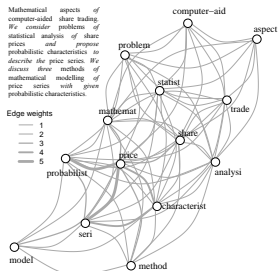 Mathematical aspects of
computer-aided share trading.
We consider problems of
statistical analysis of share
prices and propose
probabilistic characteristics to
describe the price series. We
discuss three methods of
mathematical modelling of
price series with given
probabilistic characteristics.
computer-aid
aspect
problem
statist
trade
mathemat
share
Edge weights
1
2
3
4
5
probabilist
price
analysi
characterist
seri
model
method